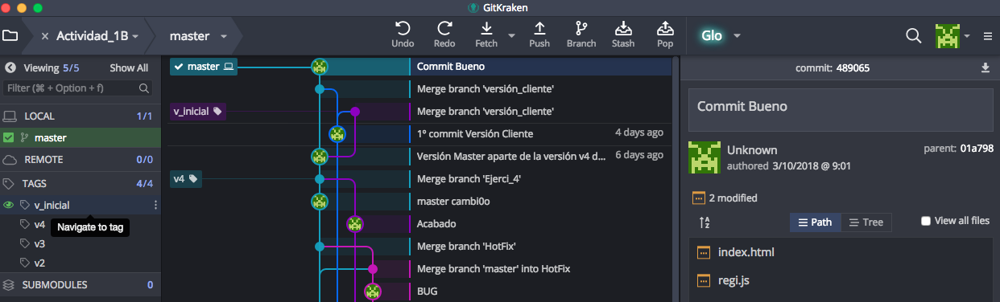 GitKraken
Actividad_1B
master
Undo
Redo
Fetch
Push
Branch
Stash
Pop
Glo
Viewing 5/5 Show All
Filter (⌘ + Option + f)
LOCAL 1/1
master
REMOTE 0/0
TAGS 4/4
v_inicial
v4
Navigate to tag
v3
v2
SUBMODULES 0
master Commit Bueno
Merge branch 'versión_cliente'
v_inicial Merge branch 'versión_cliente'
1º commit Versión Cliente 4 days ago
Versión Master aparte de la versión v4 d... 6 days ago
v4 Merge branch 'Ejerci_4'
master cambi0o
Acabado
Merge branch 'HotFix'
Merge branch 'master' into HotFix
BUG
commit: 489065
Commit Bueno
Unknown parent: 01a798
authored 3/10/2018 @ 9:01
2 modified
A Z Path Tree View all files
index.html
regi.js